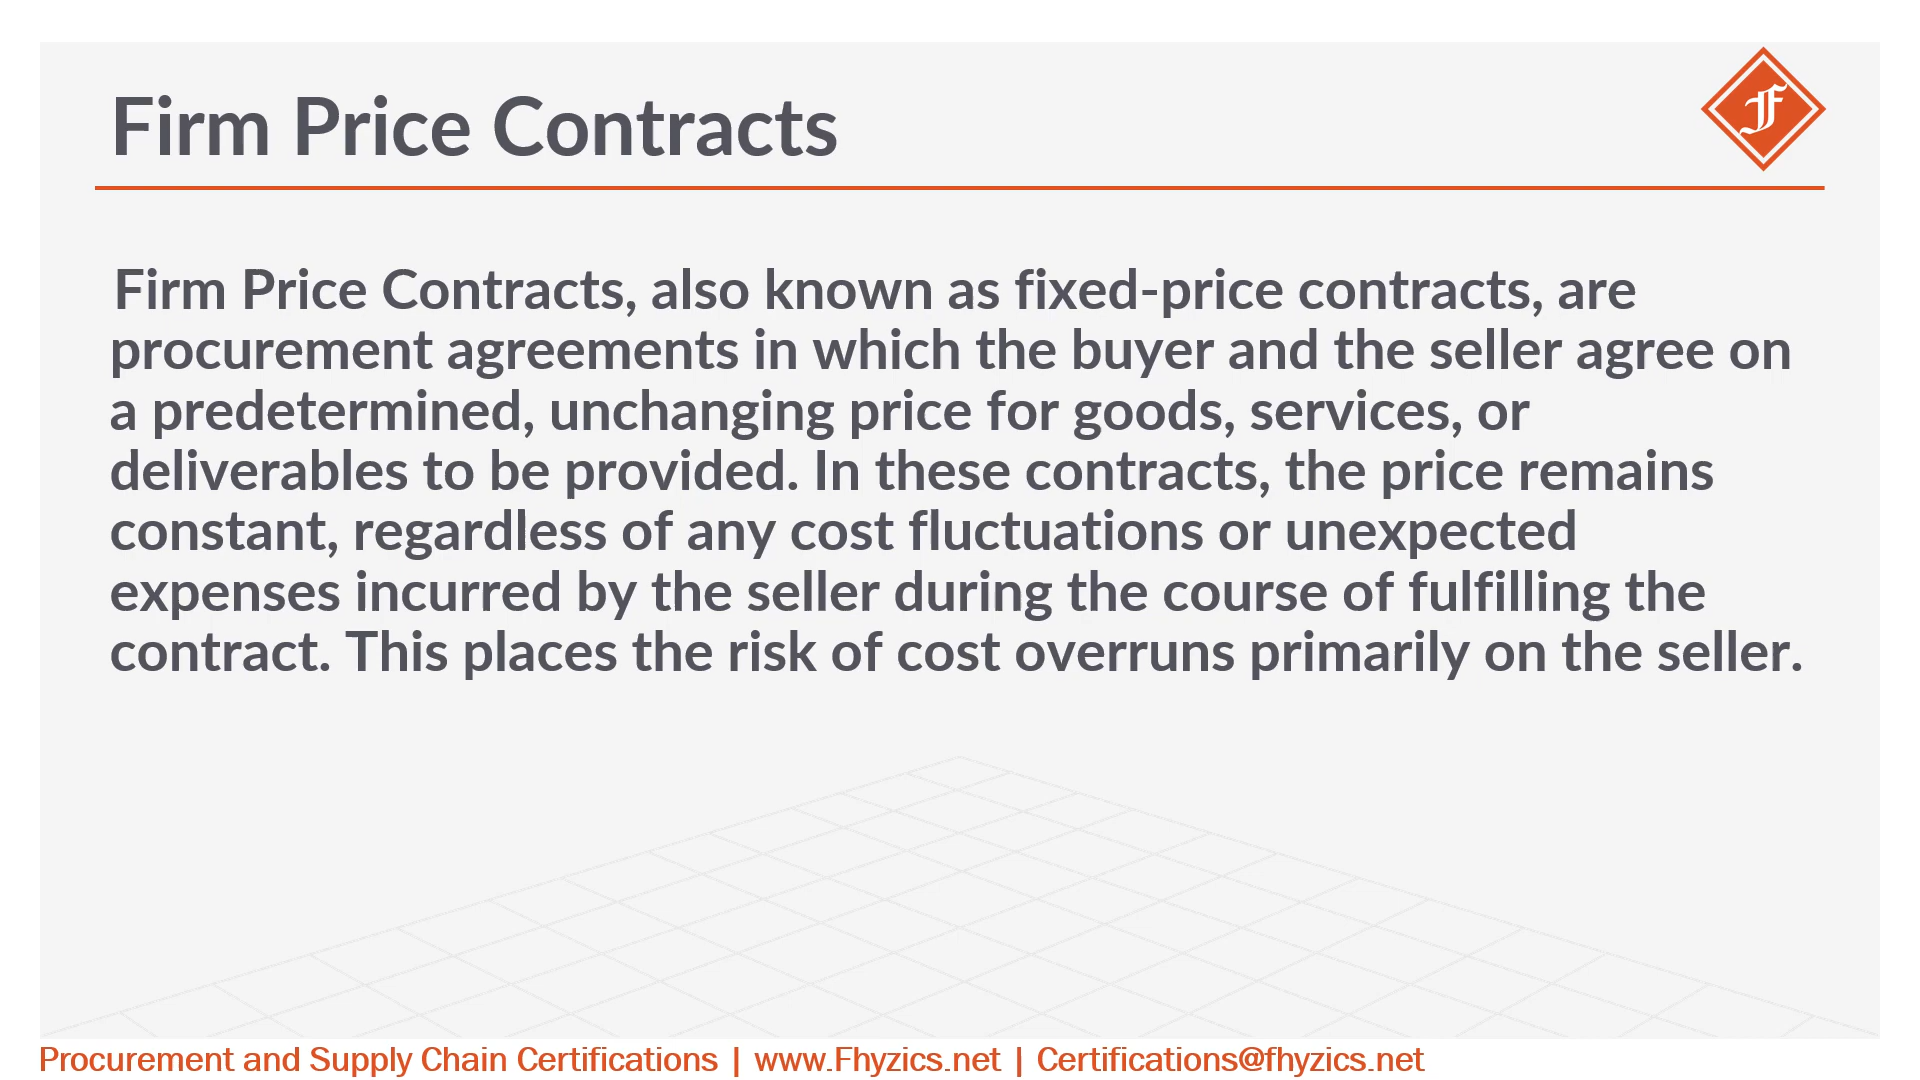 Firm Price Contracts
F
Firm Price Contracts, also known as fixed-price contracts, are
procurement agreements in which the buyer and the seller agree on
a predetermined, unchanging price for goods, services, or
deliverables to be provided. In these contracts, the price remains
constant, regardless of any cost fluctuations or unexpected
expenses incurred by the seller during the course of fulfilling the
contract. This places the risk of cost overruns primarily on the seller.
Procurement and Supply Chain Certifications | www.Fhyzics.net | Certifications@fhyzics.net